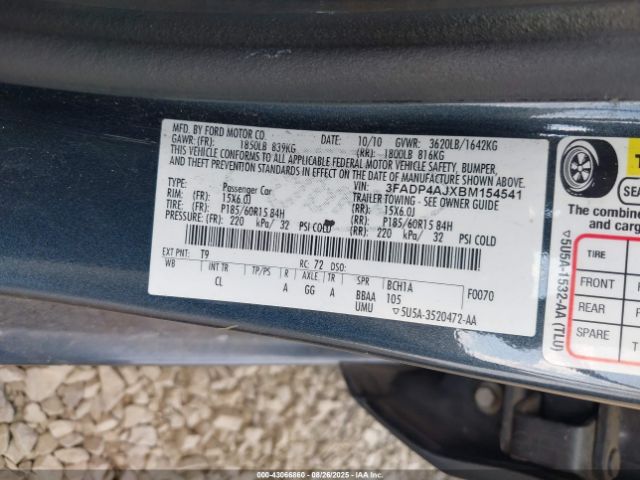 MFD. BY FORD MOTOR CO.
DATE: 10/10 GVWR: 3620LB/1642KG
GAWR: (FR): 1850LB 839KG (RR): 1800LB 816KG
THIS VEHICLE CONFORMS TO ALL APPLICABLE FEDERAL MOTOR VEHICLE SAFETY, BUMPER,
AND THEFT PREVENTION STANDARDS IN EFFECT ON THE DATE OF MANUFACTURE SHOWN ABOVE.
VIN: 3FADP4AJXBM154541
TYPE: Passenger Car TRAILER TOWING - SEE OWNER GUIDE
RIM: (FR): 15X6.0J (RR): 15X6.0J
TIRE: (FR): P185/60R15 84H (RR): P185/60R15 84H
PRESSURE: (FR): 220 kPa/ 32 PSI COLD (RR): 220 kPa/ 32 PSI COLD
EXT PNT: T9 RC: 72 DSO:
WB INT TR TP/PS R AXLE TR SPR BCH1A
CL A GG A BBAA 105 F0070
UMU ▽5U5A-3520472-AA
SEA
The combin
and carg
▽5U5A-1532-AA (TLU)
TIRE
FRONT
REAR
SPARE
000-43066860 - 08/26/2025 - IAAI.COM